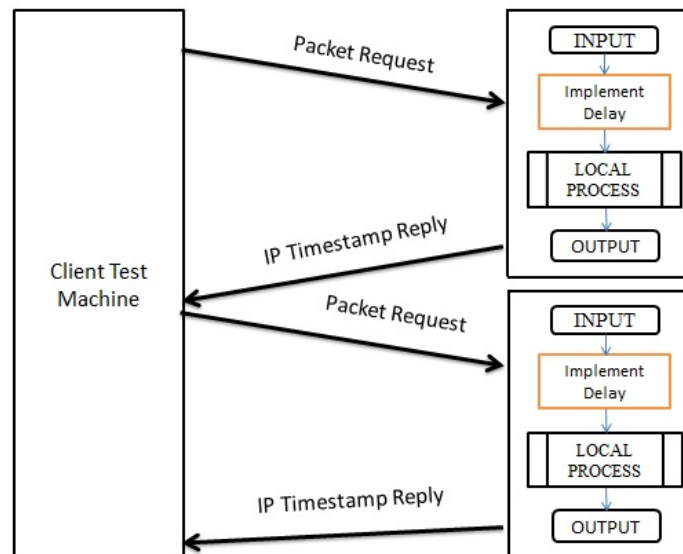 Packet Request
INPUT
Implement
Delay
LOCAL
PROCESS
OUTPUT
IP Timestamp Reply
Client Test
Machine
Packet Request
INPUT
Implement
Delay
LOCAL
PROCESS
OUTPUT
IP Timestamp Reply